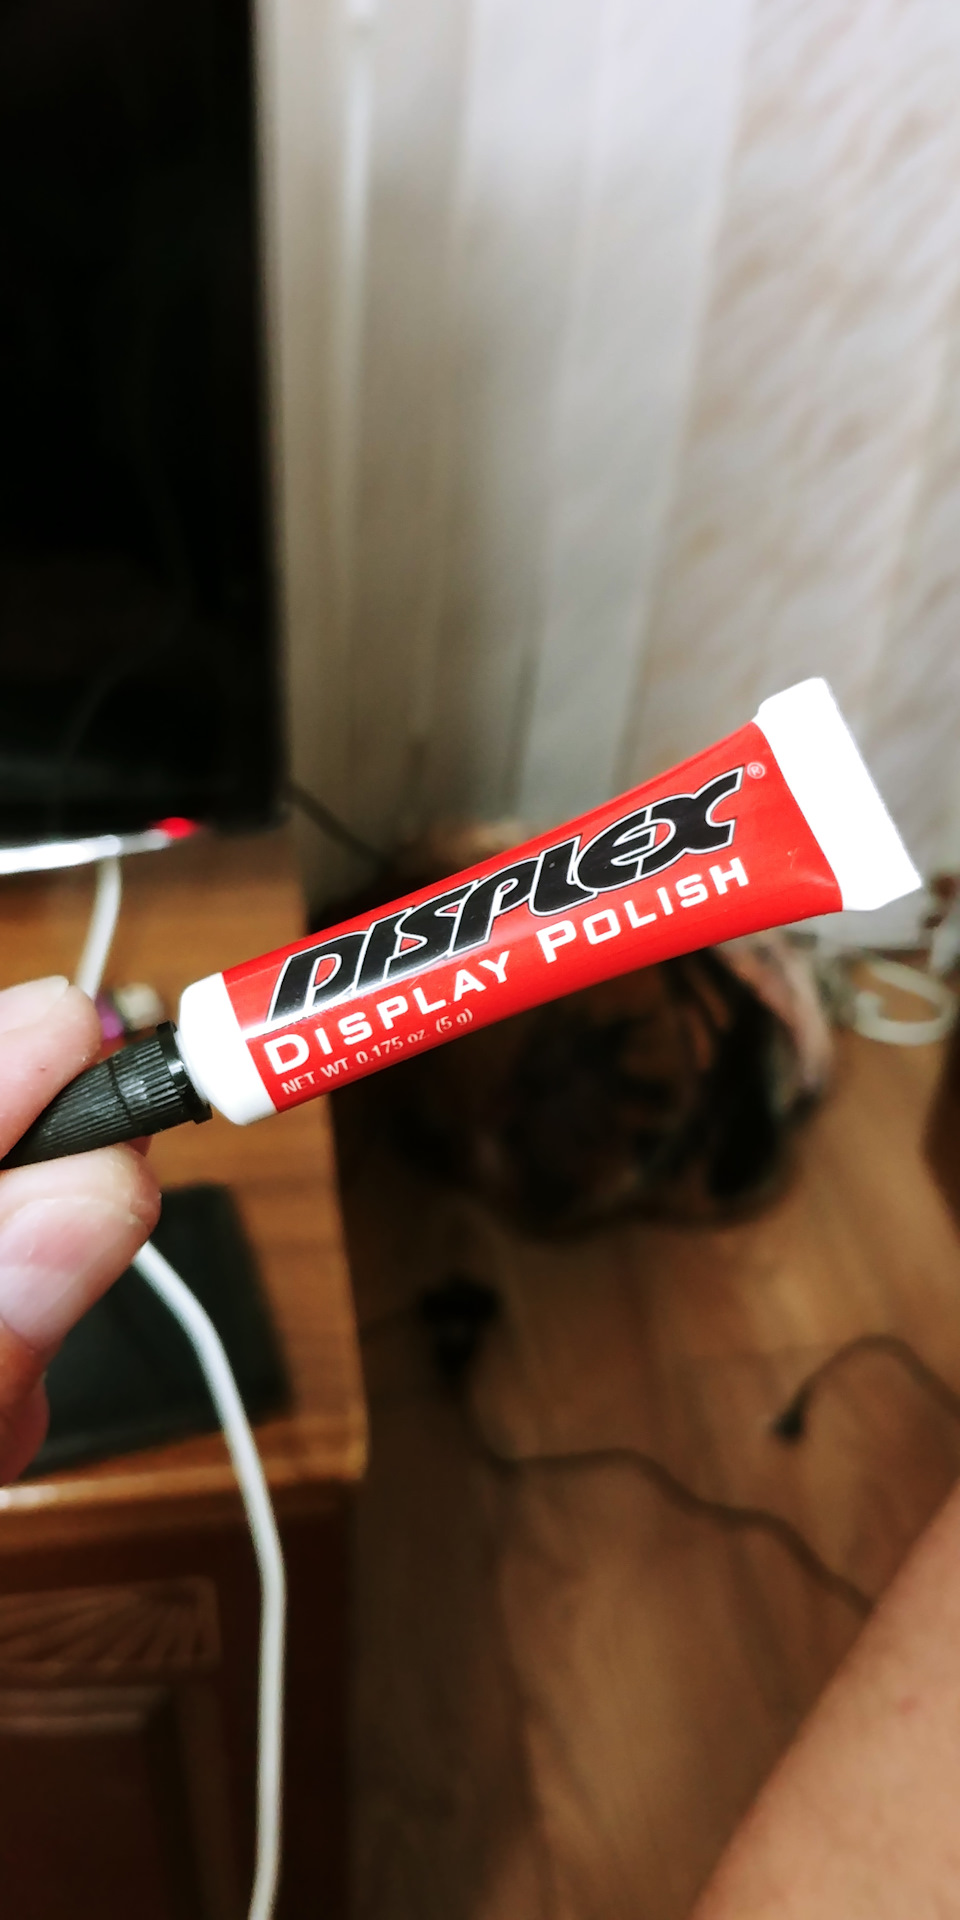 DISPLEX®
DISPLAY POLISH
NET. WT. 0.175 oz. (5 g)